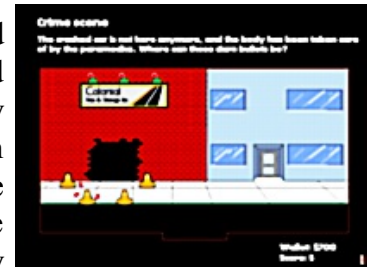 Crime scene
The crashed car is not here anymore, and the body has been taken care
of by the paramedics. Where can those darn bullets be?
Colonial
Wallet: $700
Score: 5